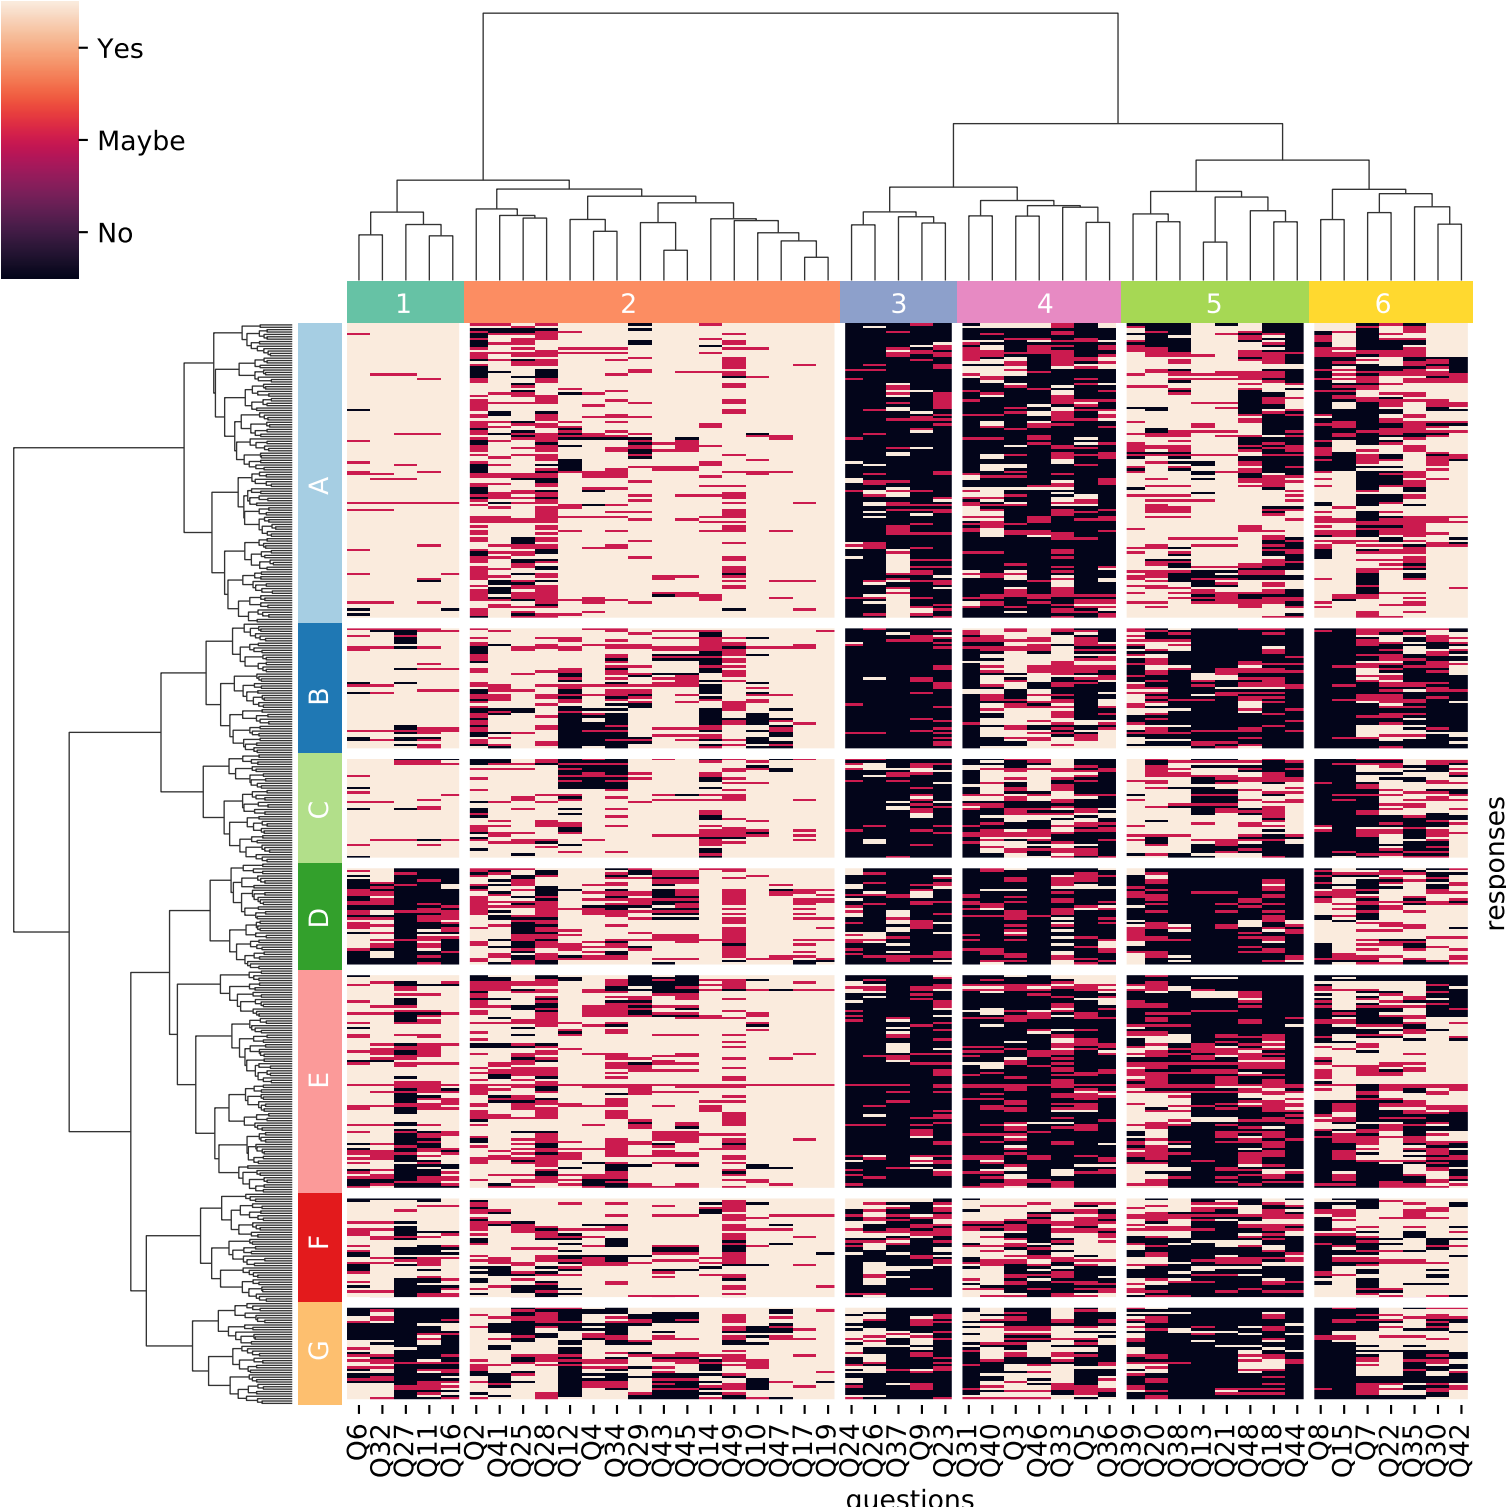 Yes
Maybe
No
1 2 3 4 5 6
A
B
C
D
E
F
G
responses
Q6 Q32 Q27 Q11 Q16 Q2 Q41 Q25 Q28 Q12 Q4 Q34 Q29 Q43 Q45 Q14 Q49 Q10 Q47 Q17 Q19 Q24 Q26 Q37 Q9 Q23 Q31 Q40 Q3 Q46 Q33 Q5 Q36 Q39 Q20 Q38 Q13 Q21 Q48 Q18 Q44 Q8 Q15 Q7 Q22 Q35 Q30 Q42
questions